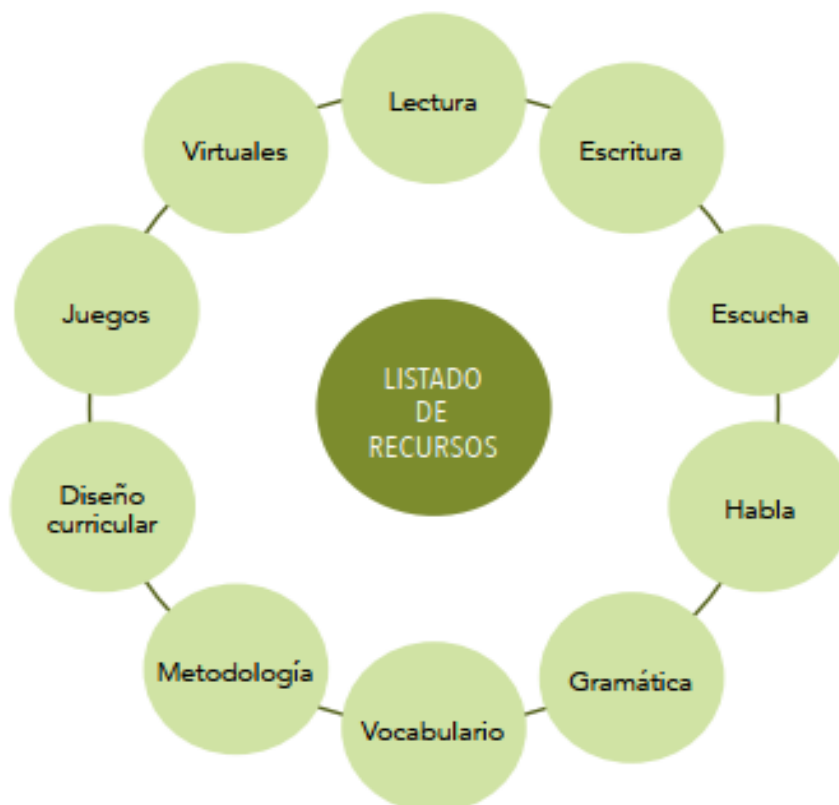 Lectura
Escritura
Escucha
Habla
Gramática
Vocabulario
Metodología
Diseño
curricular
Juegos
Virtuales
LISTADO
DE
RECURSOS